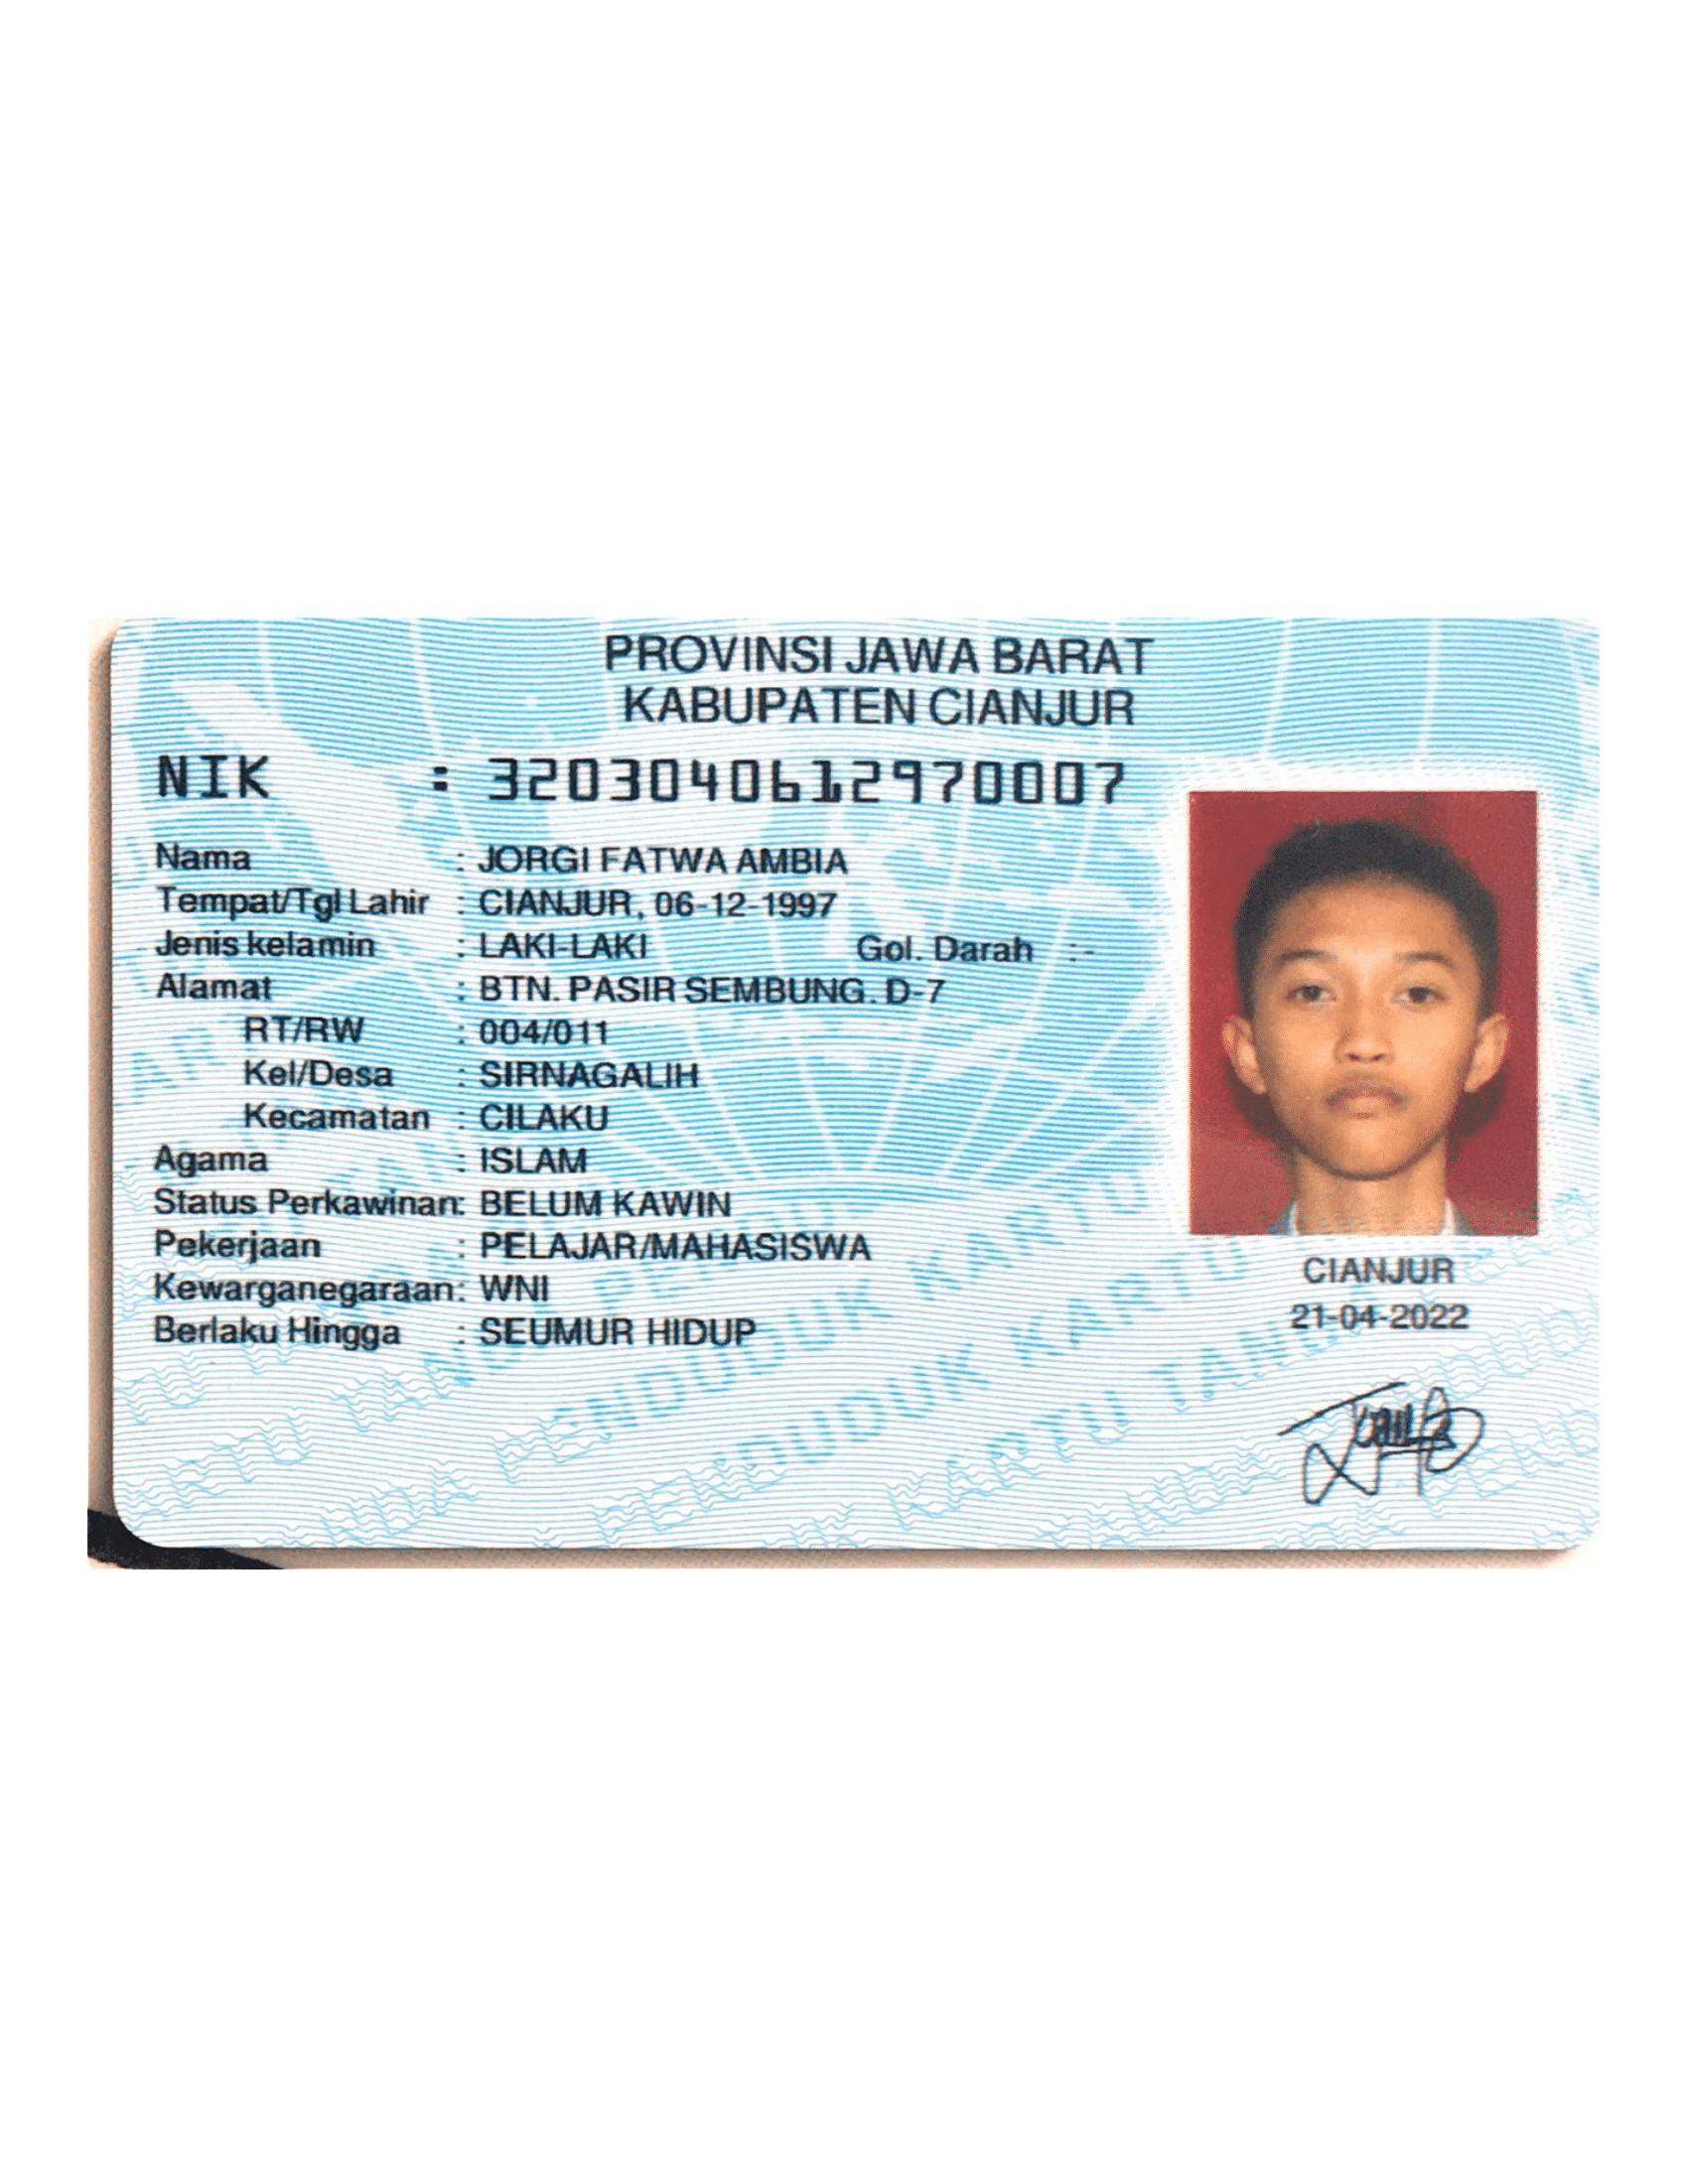 PROVINSI JAWA BARAT
KABUPATEN CIANJUR
NIK : 3203040612970007
Nama : JORGI FATWA AMBIA
Tempat/Tgl Lahir : CIANJUR, 06-12-1997
Jenis kelamin : LAKI-LAKI Gol. Darah : -
Alamat : BTN. PASIR SEMBUNG. D-7
RT/RW : 004/011
Kel/Desa : SIRNAGALIH
Kecamatan : CILAKU
Agama : ISLAM
Status Perkawinan: BELUM KAWIN
Pekerjaan : PELAJAR/MAHASISWA
Kewarganegaraan: WNI
Berlaku Hingga : SEUMUR HIDUP
CIANJUR
21-04-2022